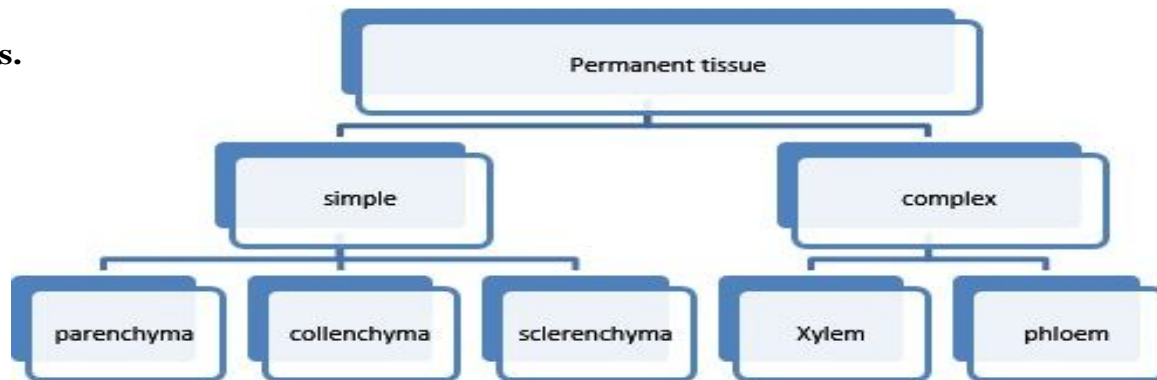 s.
Permanent tissue
simple
complex
parenchyma
collenchyma
sclerenchyma
Xylem
phloem